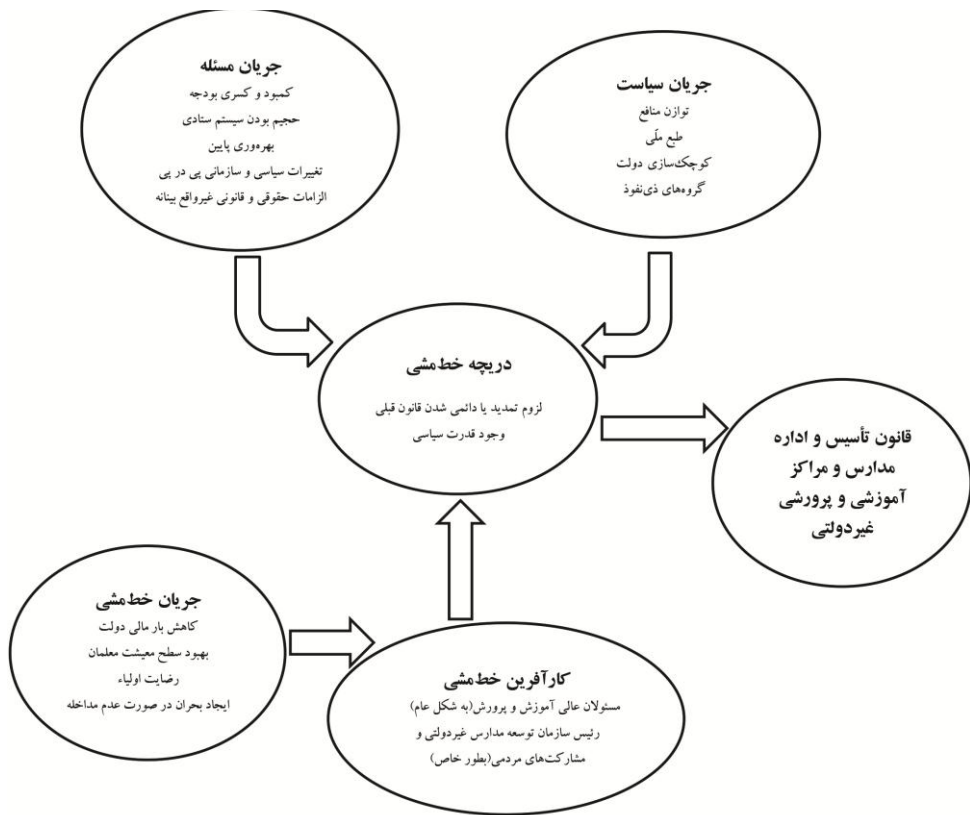 جریان مسئله
کمبود و کسری بودجه
حجیم بودن سیستم ستادی
بهره‌وری پایین
تغییرات سیاسی و سازمانی پی در پی
الزامات حقوقی و قانونی غیرواقع بینانه
جریان سیاست
توازن منافع
طبع ملّی
کوچک‌سازی دولت
گروه‌های ذی‌نفوذ
دریچه خط‌مشی
لزوم تمدید یا دائمی شدن قانون قبلی
وجود قدرت سیاسی
قانون تأسیس و اداره
مدارس و مراکز
آموزشی و پرورشی
غیردولتی
جریان خط‌مشی
کاهش بار مالی دولت
بهبود سطح معیشت معلمان
رضایت اولیاء
ایجاد بحران در صورت عدم مداخله
کارآفرین خط‌مشی
مسئولان عالی آموزش و پرورش(به شکل عام)
رئیس سازمان توسعه مدارس غیردولتی و
مشارکت‌های مردمی(بطور خاص)